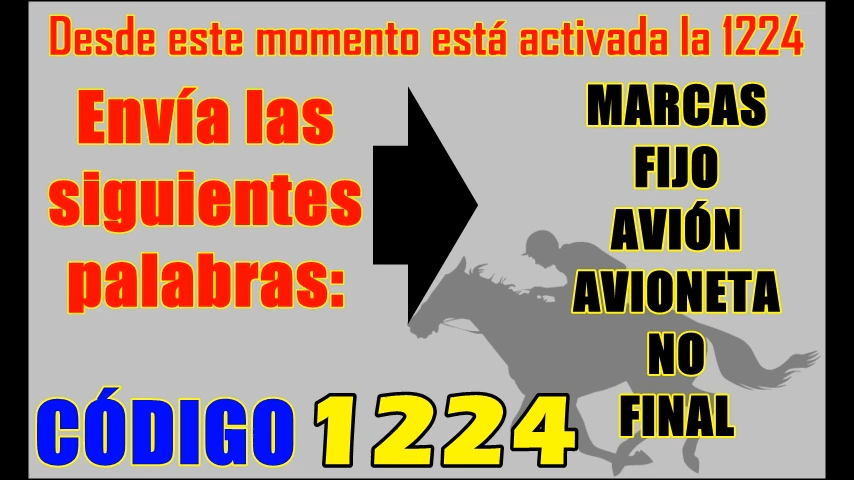 Desde este momento está activada la 1224
Envía las
siguientes
palabras:
MARCAS
FIJO
AVIÓN
AVIONETA
NO
FINAL
CÓDIGO 1224